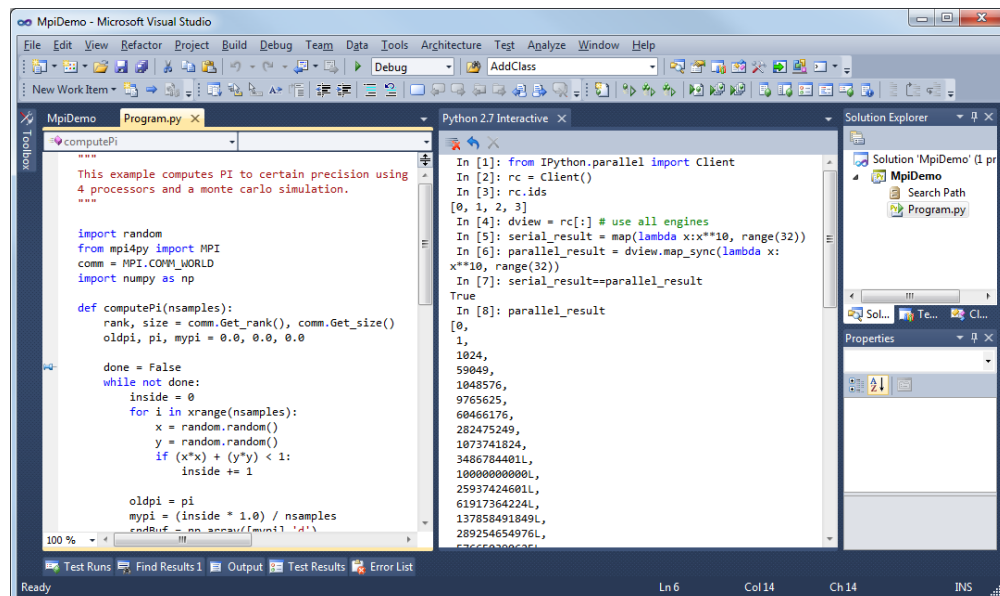 MpiDemo - Microsoft Visual Studio
File Edit View Refactor Project Build Debug Team Data Tools Architecture Test Analyze Window Help
Debug AddClass
New Work Item
Toolbox
MpiDemo Program.py
computePi
"""
This example computes PI to certain precision using
4 processors and a monte carlo simulation.
"""
import random
from mpi4py import MPI
comm = MPI.COMM_WORLD
import numpy as np
def computePi(nsamples):
rank, size = comm.Get_rank(), comm.Get_size()
oldpi, pi, mypi = 0.0, 0.0, 0.0
done = False
while not done:
inside = 0
for i in xrange(nsamples):
x = random.random()
y = random.random()
if (x*x) + (y*y) < 1:
inside += 1
oldpi = pi
mypi = (inside * 1.0) / nsamples
sndBuf = np.array([mypi] 'd')
100 %
Python 2.7 Interactive
In [1]: from IPython.parallel import Client
In [2]: rc = Client()
In [3]: rc.ids
[0, 1, 2, 3]
In [4]: dview = rc[:] # use all engines
In [5]: serial_result = map(lambda x:x**10, range(32))
In [6]: parallel_result = dview.map_sync(lambda x:
x**10, range(32))
In [7]: serial_result==parallel_result
True
In [8]: parallel_result
[0,
1,
1024,
59049,
1048576,
9765625,
60466176,
282475249,
1073741824,
3486784401L,
10000000000L,
25937424601L,
61917364224L,
137858491849L,
289254654976L,
Solution Explorer
Solution 'MpiDemo' (1 pr
MpiDemo
Search Path
Program.py
Sol... Te... Cl...
Properties
Test Runs Find Results 1 Output Test Results Error List
Ready Ln 6 Col 14 Ch 14 INS